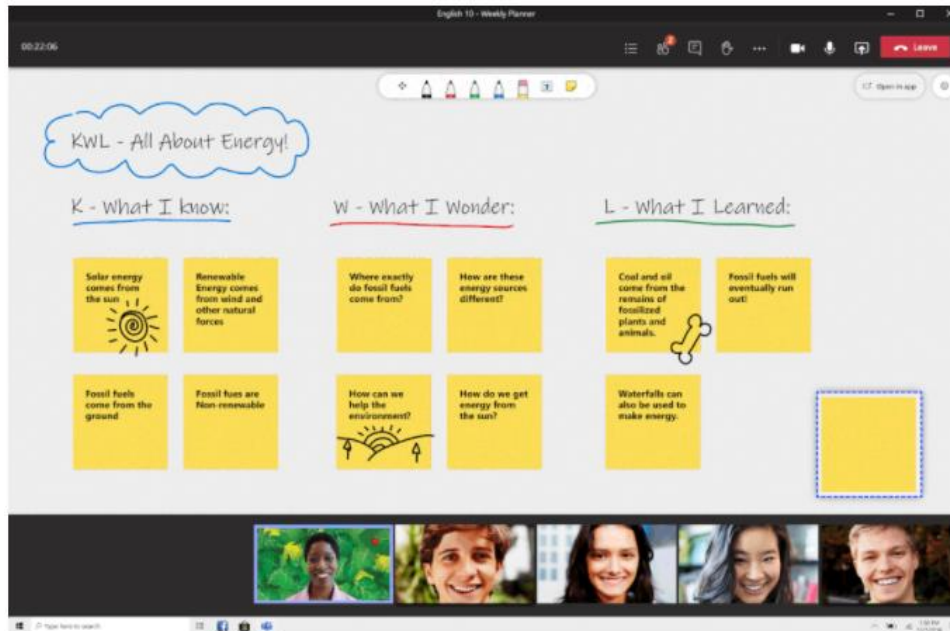 English 10 - Weekly Planner
00:22:06
2
Leave
T
Open in app
KWL - All About Energy!
K - What I know:
W - What I Wonder:
L - What I Learned:
Solar energy
comes from
the sun
Renewable
Energy comes
from wind and
other natural
forces
Where exactly
do fossil fuels
come from?
How are these
energy sources
different?
Coal and oil
come from the
remains of
fossilized
plants and
animals.
Fossil fuels will
eventually run
out!
Fossil fuels
come from the
ground
Fossil fues are
Non-renewable
How can we
help the
environment?
How do we get
energy from
the sun?
Waterfalls can
also be used to
make energy.
Type here to search